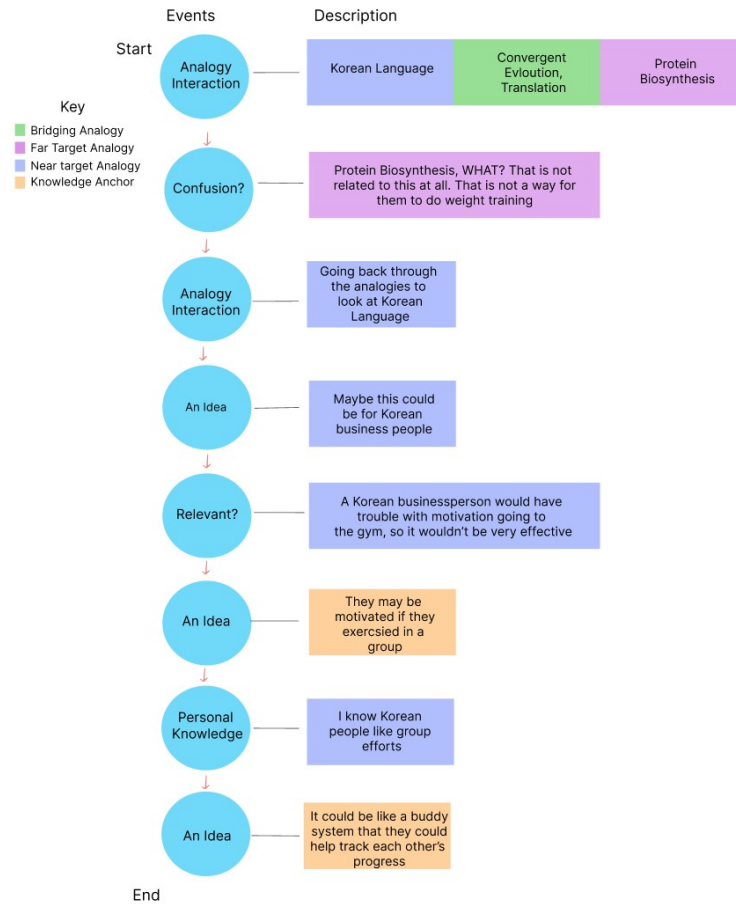 Events
Description
Start
Analogy
Interaction
Korean Language
Convergent
Evloution,
Translation
Protein
Biosynthesis
Key
Bridging Analogy
Far Target Analogy
Near target Analogy
Knowledge Anchor
Confusion?
Protein Biosynthesis, WHAT? That is not
related to this at all. That is not a way for
them to do weight training
Analogy
Interaction
Going back through
the analogies to
look at Korean
Language
An Idea
Maybe this could
be for Korean
business people
Relevant?
A Korean businessperson would have
trouble with motivation going to
the gym, so it wouldn't be very effective
An Idea
They may be
motivated if they
exercsied in a
group
Personal
Knowledge
I know Korean
people like group
efforts
An Idea
It could be like a buddy
system that they could
help track each other's
progress
End